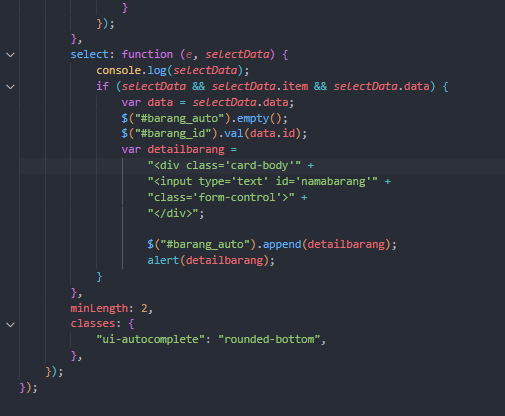 }
});
},
select: function (e, selectData) {
console.log(selectData);
if (selectData && selectData.item && selectData.data) {
var data = selectData.data;
$("#barang_auto").empty();
$("#barang_id").val(data.id);
var detailbarang =
"<div class='card-body'" +
"<input type='text' id='namabarang'" +
"class='form-control'>" +
"</div>";
$("#barang_auto").append(detailbarang);
alert(detailbarang);
}
},
minLength: 2,
classes: {
"ui-autocomplete": "rounded-bottom",
},
});
});